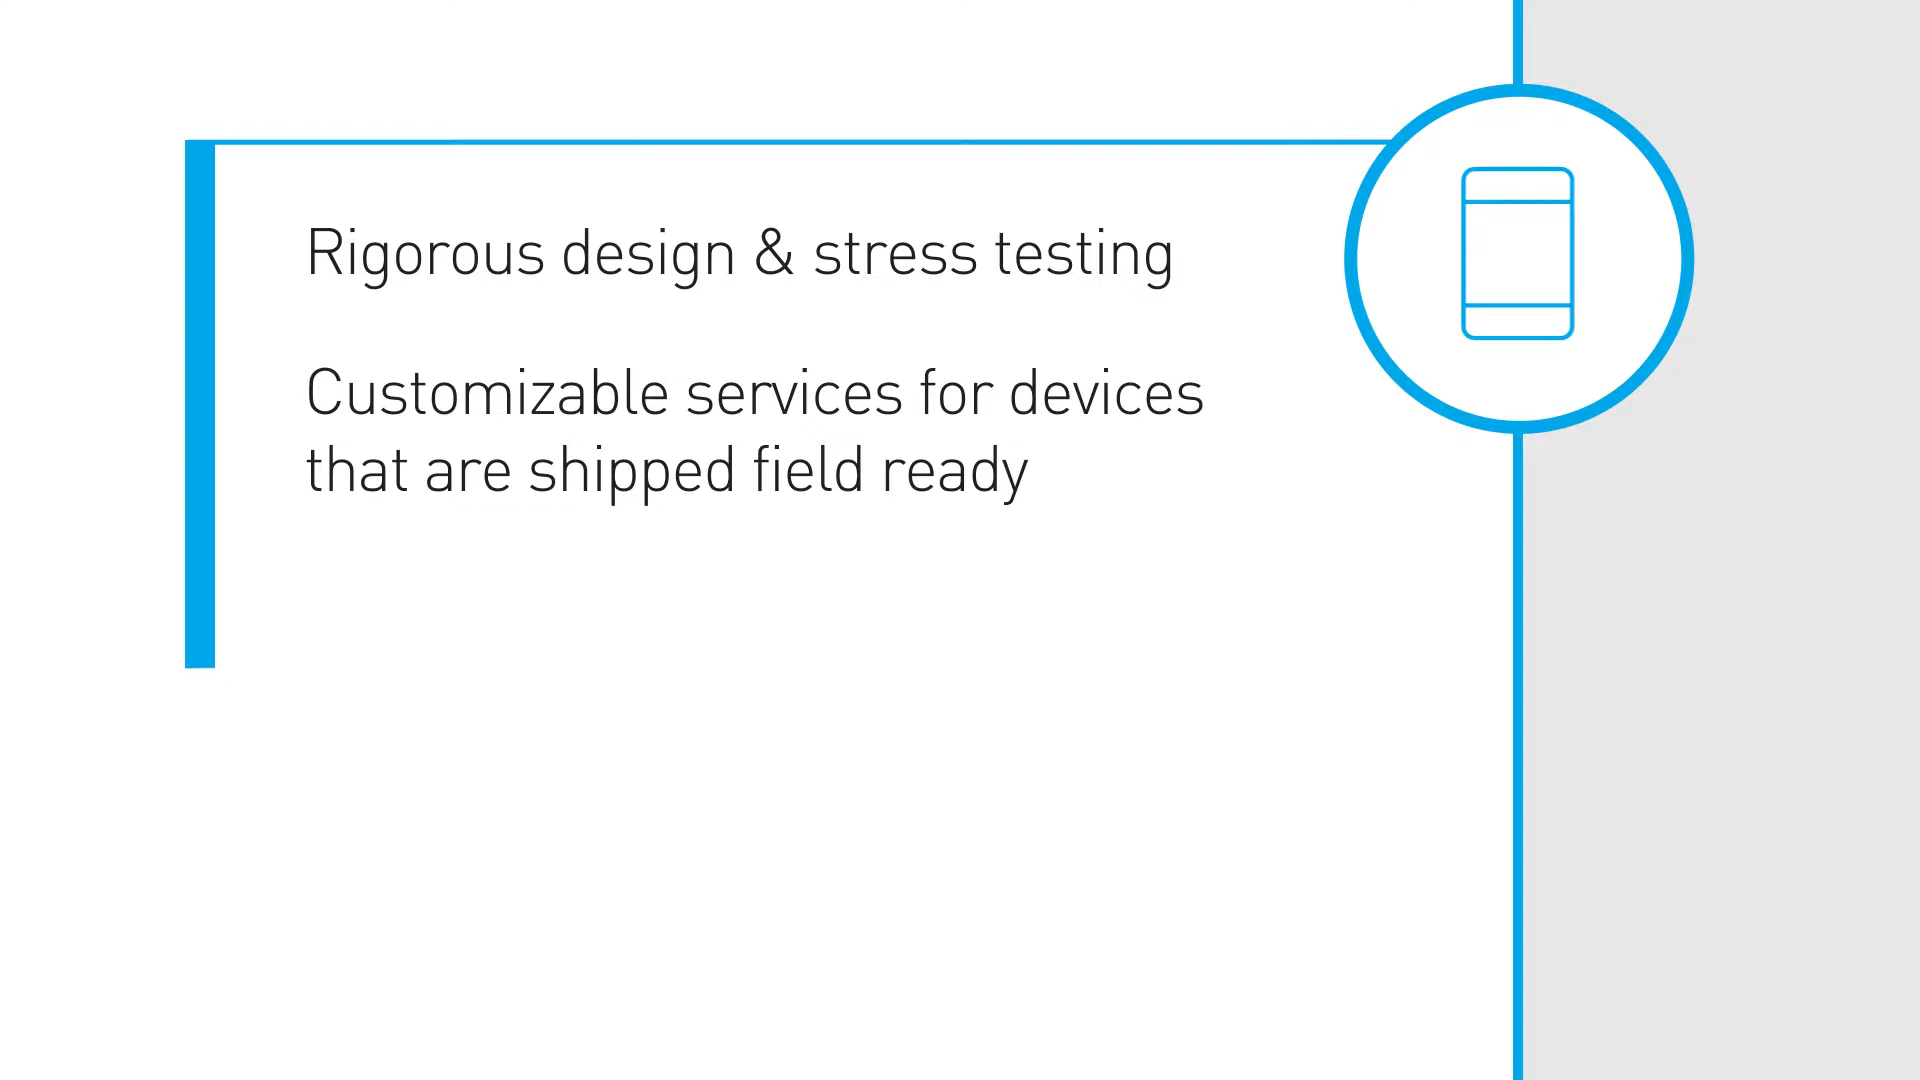 Rigorous design & stress testing
Customizable services for devices
that are shipped field ready